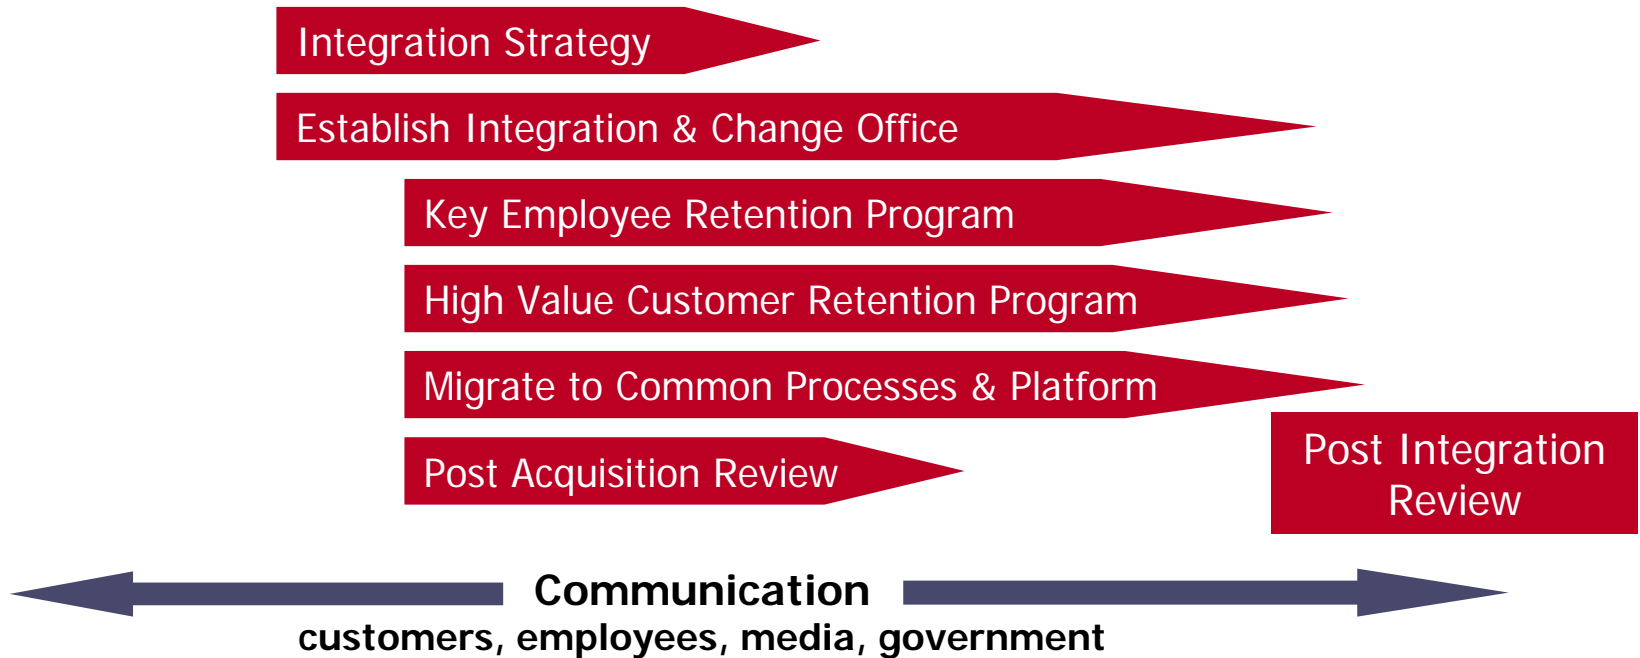 Integration Strategy
Establish Integration & Change Office
Key Employee Retention Program
High Value Customer Retention Program
Migrate to Common Processes & Platform
Post Acquisition Review
Post Integration
Review
Communication
customers, employees, media, government